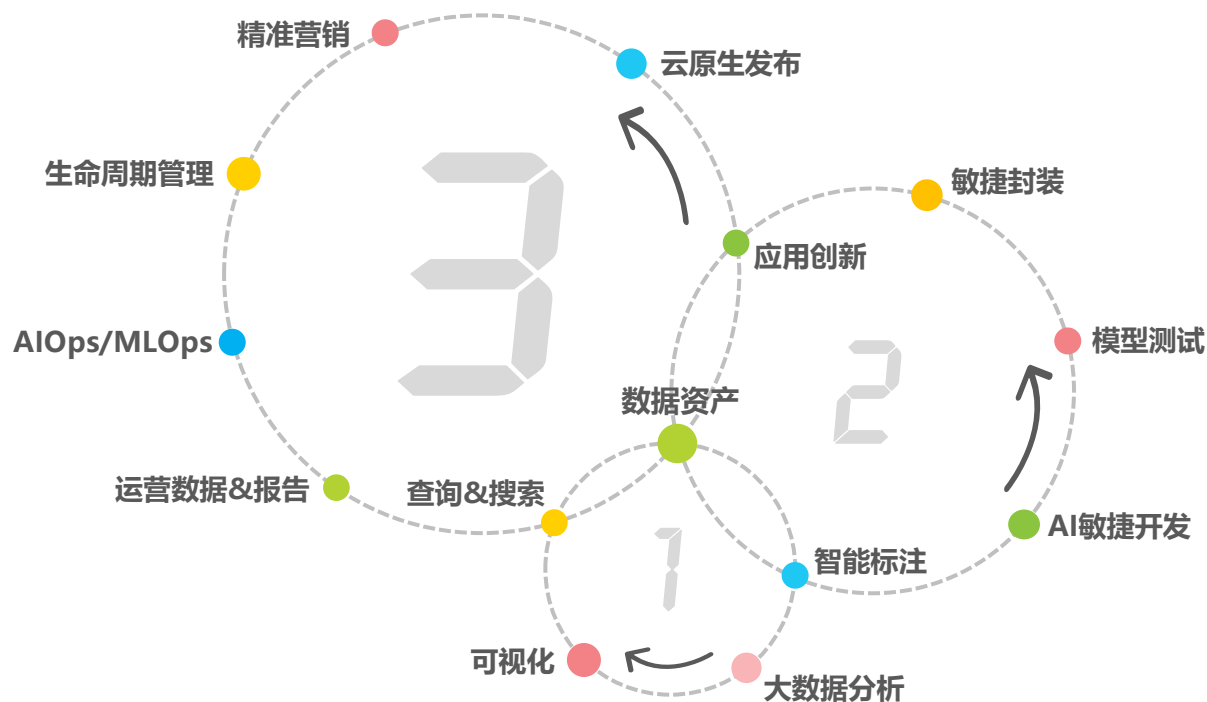 精准营销
云原生发布
生命周期管理
敏捷封装
3
应用创新
AIOps/MLOps
模型测试
2
数据资产
运营数据&报告
查询&搜索
AI敏捷开发
1
智能标注
可视化
大数据分析